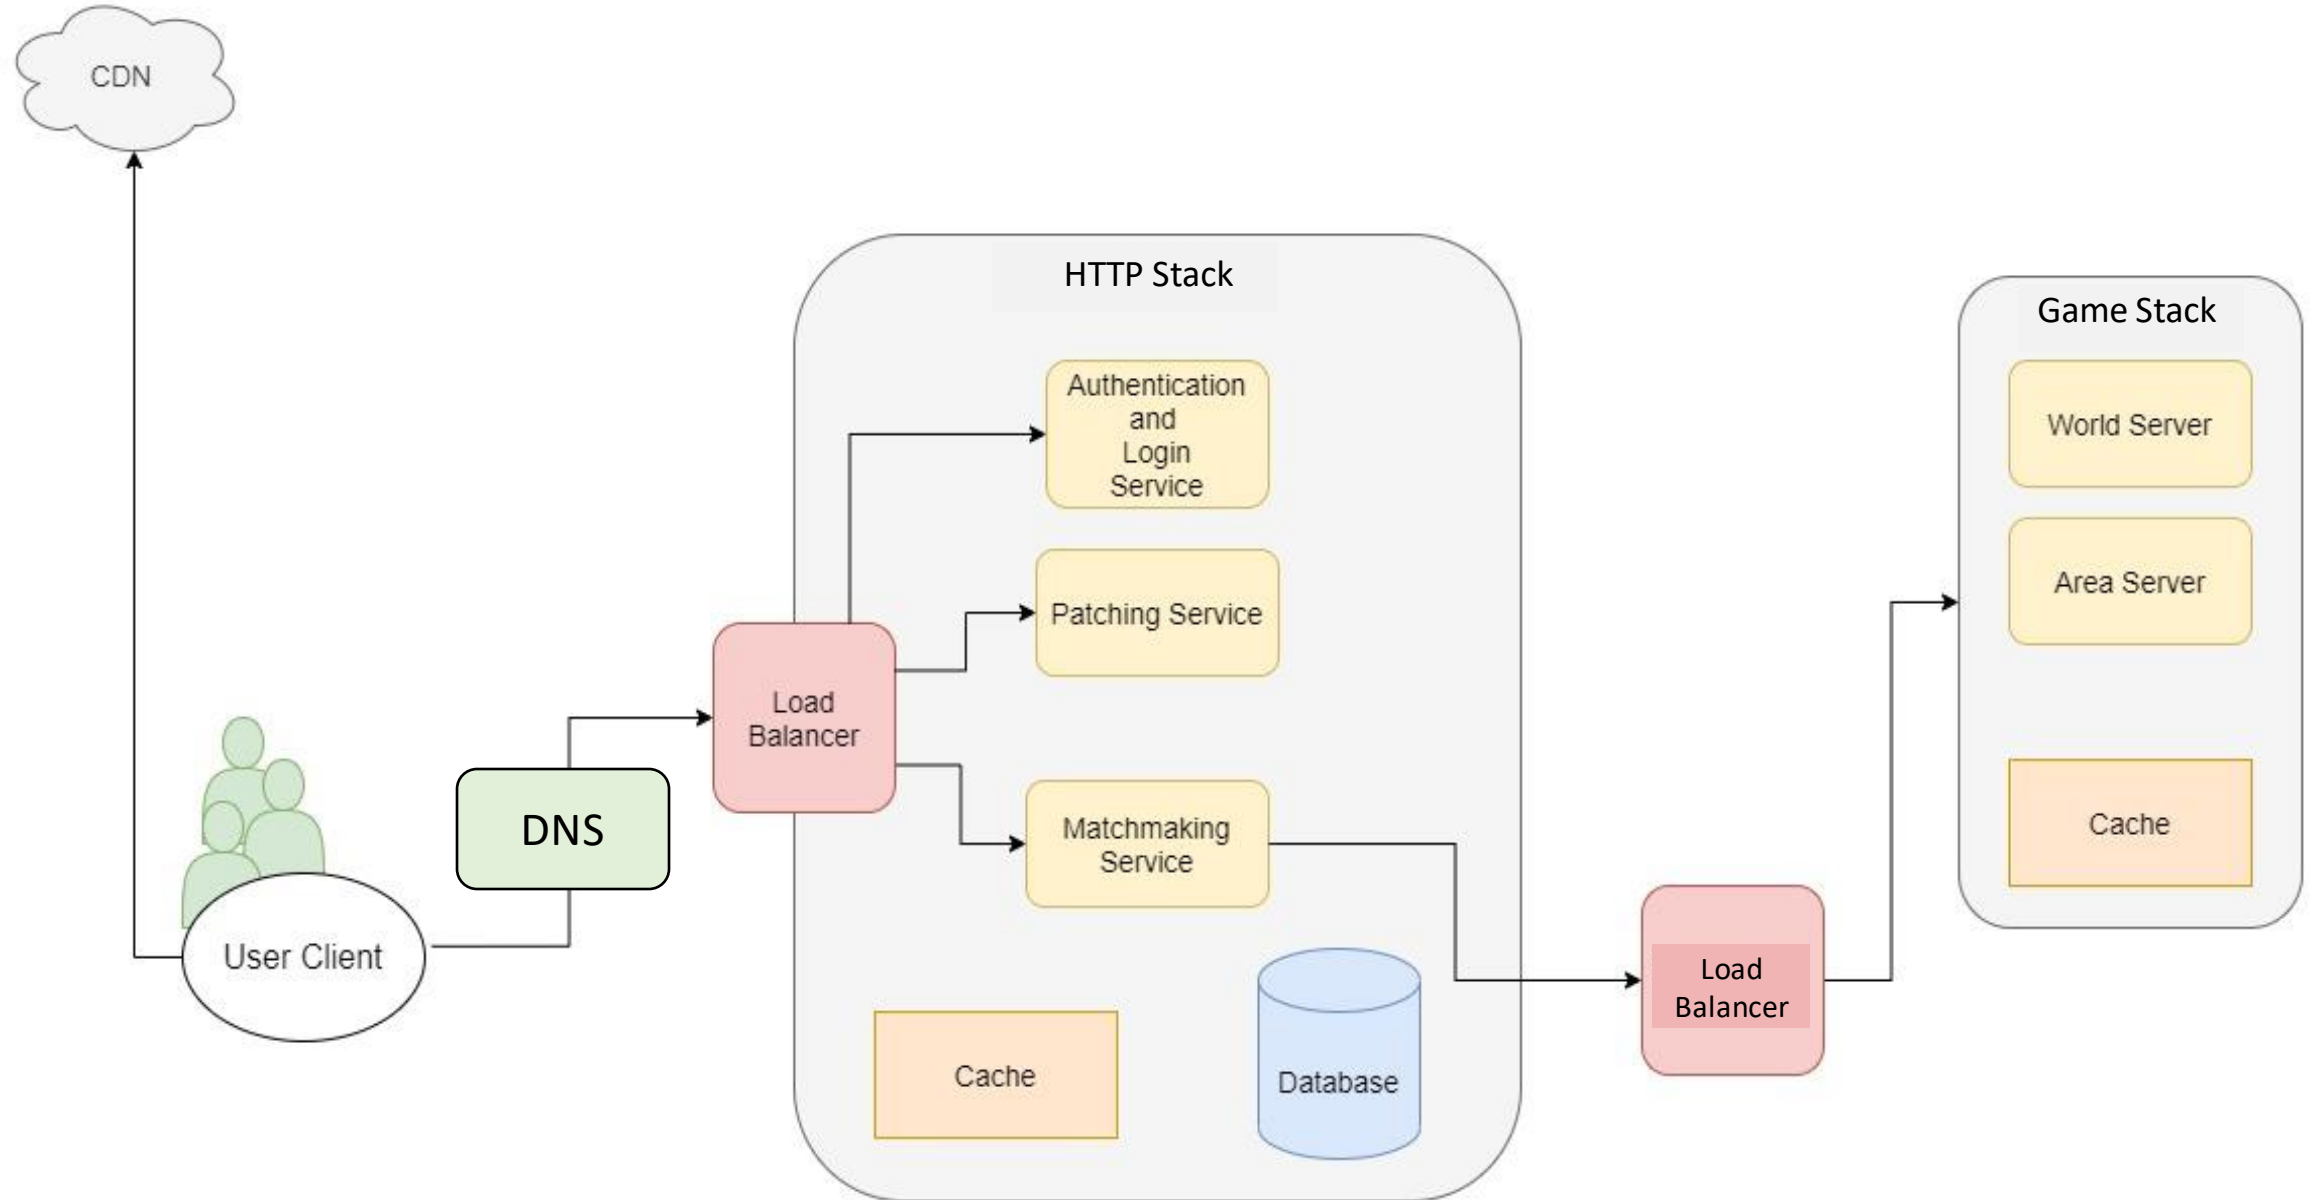 CDN
HTTP Stack
Game Stack
Authentication
and
Login
Service
World Server
Patching Service
Area Server
Load
Balancer
DNS
Matchmaking
Service
Cache
User Client
Load
Balancer
Cache
Database